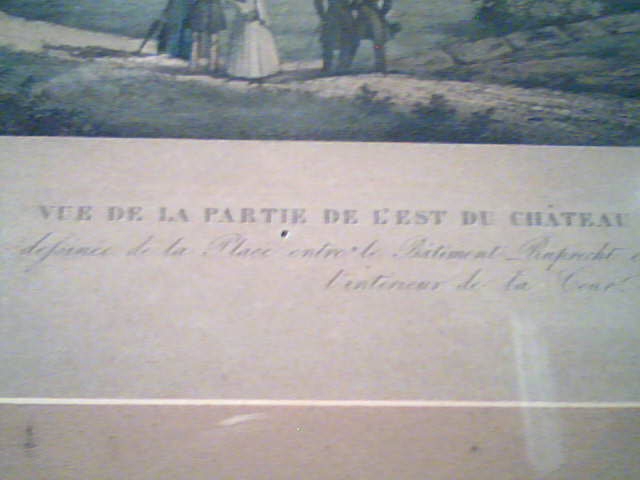 VUE DE LA PARTIE DE L'EST DU CHÂTEAU
dessinée de la Place entre le Bâtiment Ruprecht
l'intérieur de la Cour